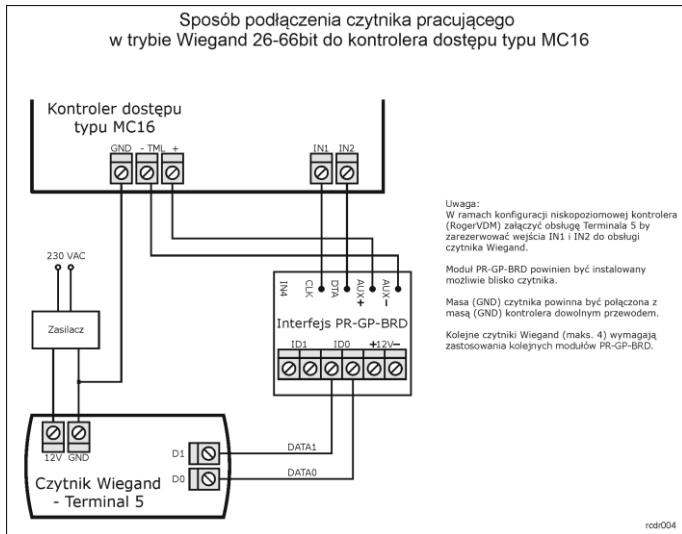 Sposób podłączenia czytnika pracującego
w trybie Wiegand 26-66bit do kontrolera dostępu typu MC16
Kontroler dostępu
typu MC16
GND - TML +
IN1 IN2
Uwaga:
W ramach konfiguracji niskopoziomowej kontrolera
(RogerVDM) załączyć obsługę Terminala 5 by
zarezerwować wejścia IN1 i IN2 do obsługi
czytnika Wiegand.
Moduł PR-GP-BRD powinien być instalowany
możliwie blisko czytnika.
Masa (GND) czytnika powinna być połączona z
masą (GND) kontrolera dowolnym przewodem.
Kolejne czytniki Wiegand (maks. 4) wymagają
zastosowania kolejnych modułów PR-GP-BRD.
230 VAC
Zasilacz
IN4
CLK
DTA
AUX+
AUX-
Interfejs PR-GP-BRD
ID1 ID0 +12V-
12V GND
D1
DATA1
D0
DATA0
Czytnik Wiegand
- Terminal 5
rcdr004